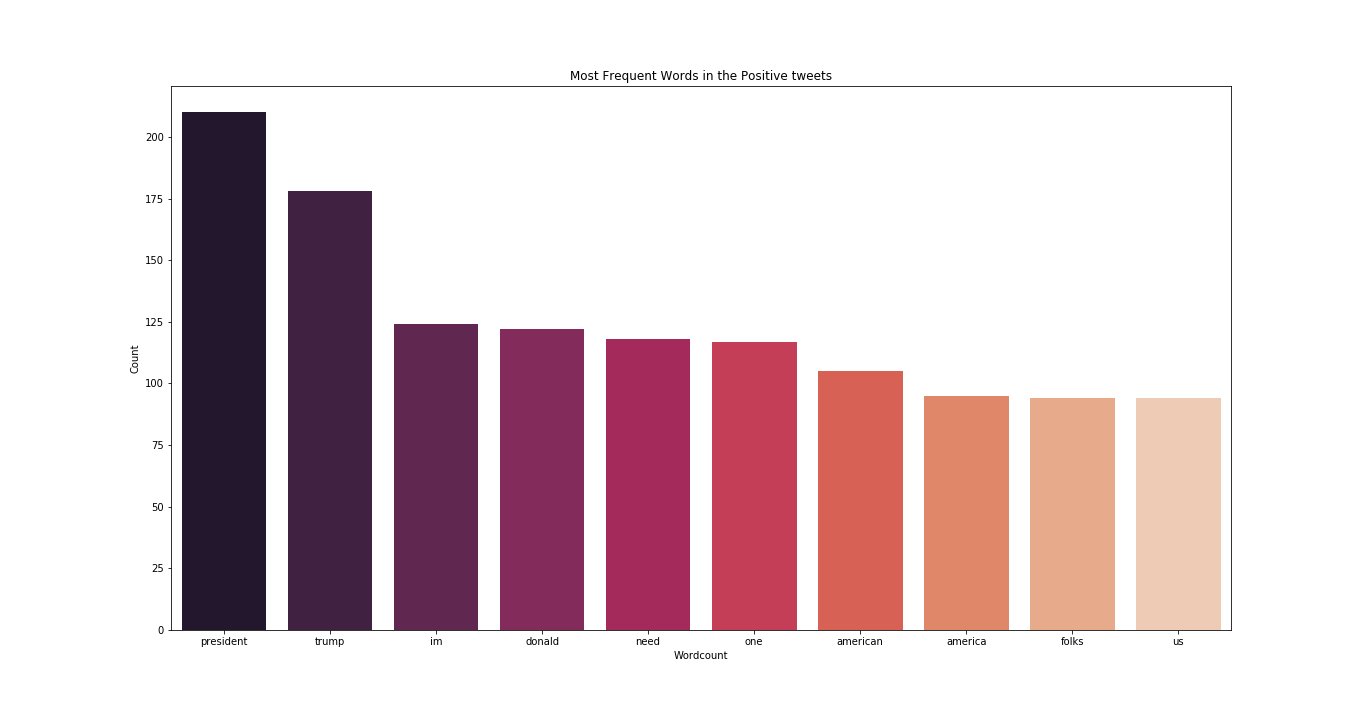 Most Frequent Words in the Positive tweets
200
175
150
125
100
75
50
25
0
Count
president trump im donald need one american america folks us
Wordcount